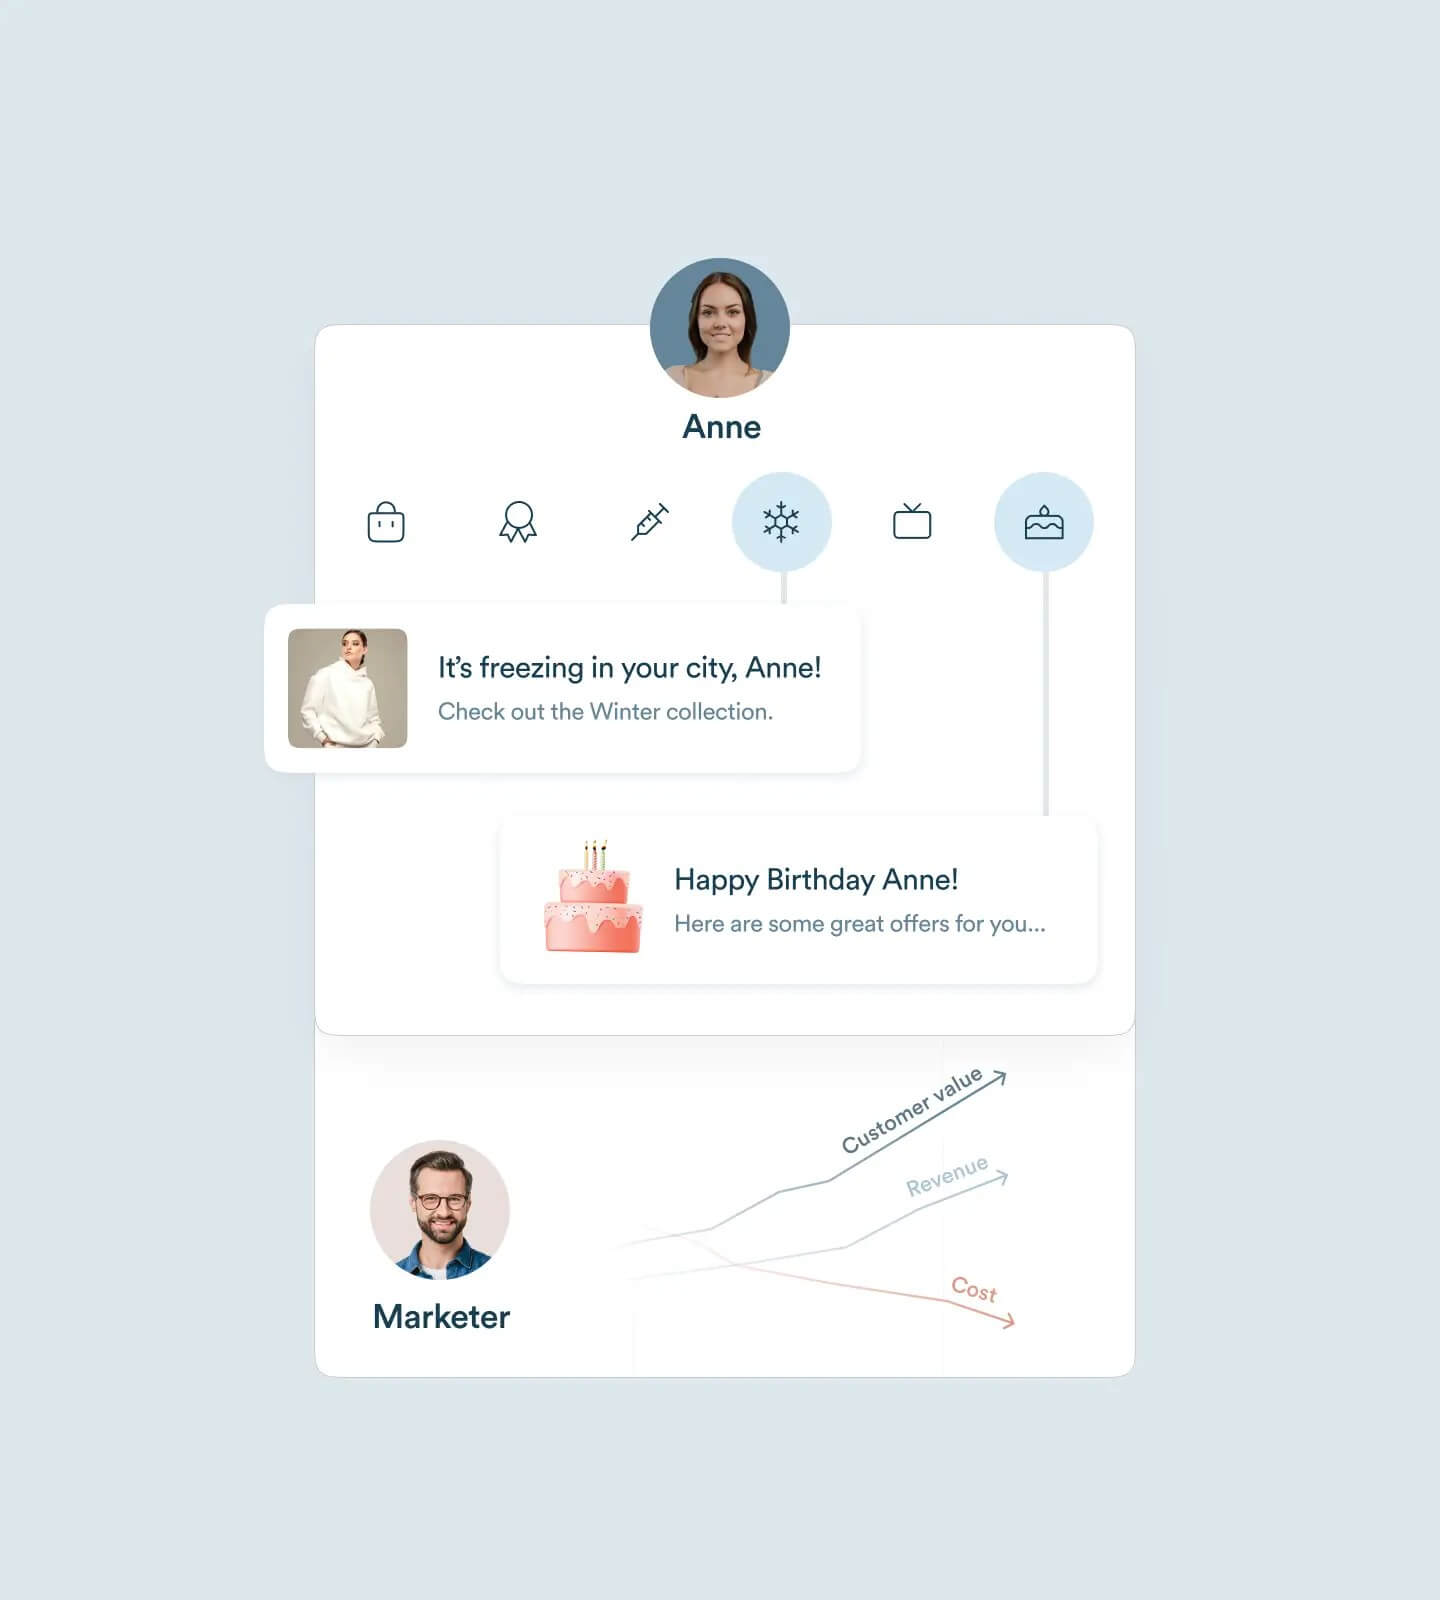 Anne
It’s freezing in your city, Anne!
Check out the Winter collection.
Happy Birthday Anne!
Here are some great offers for you...
Customer value
Revenue
Cost
Marketer